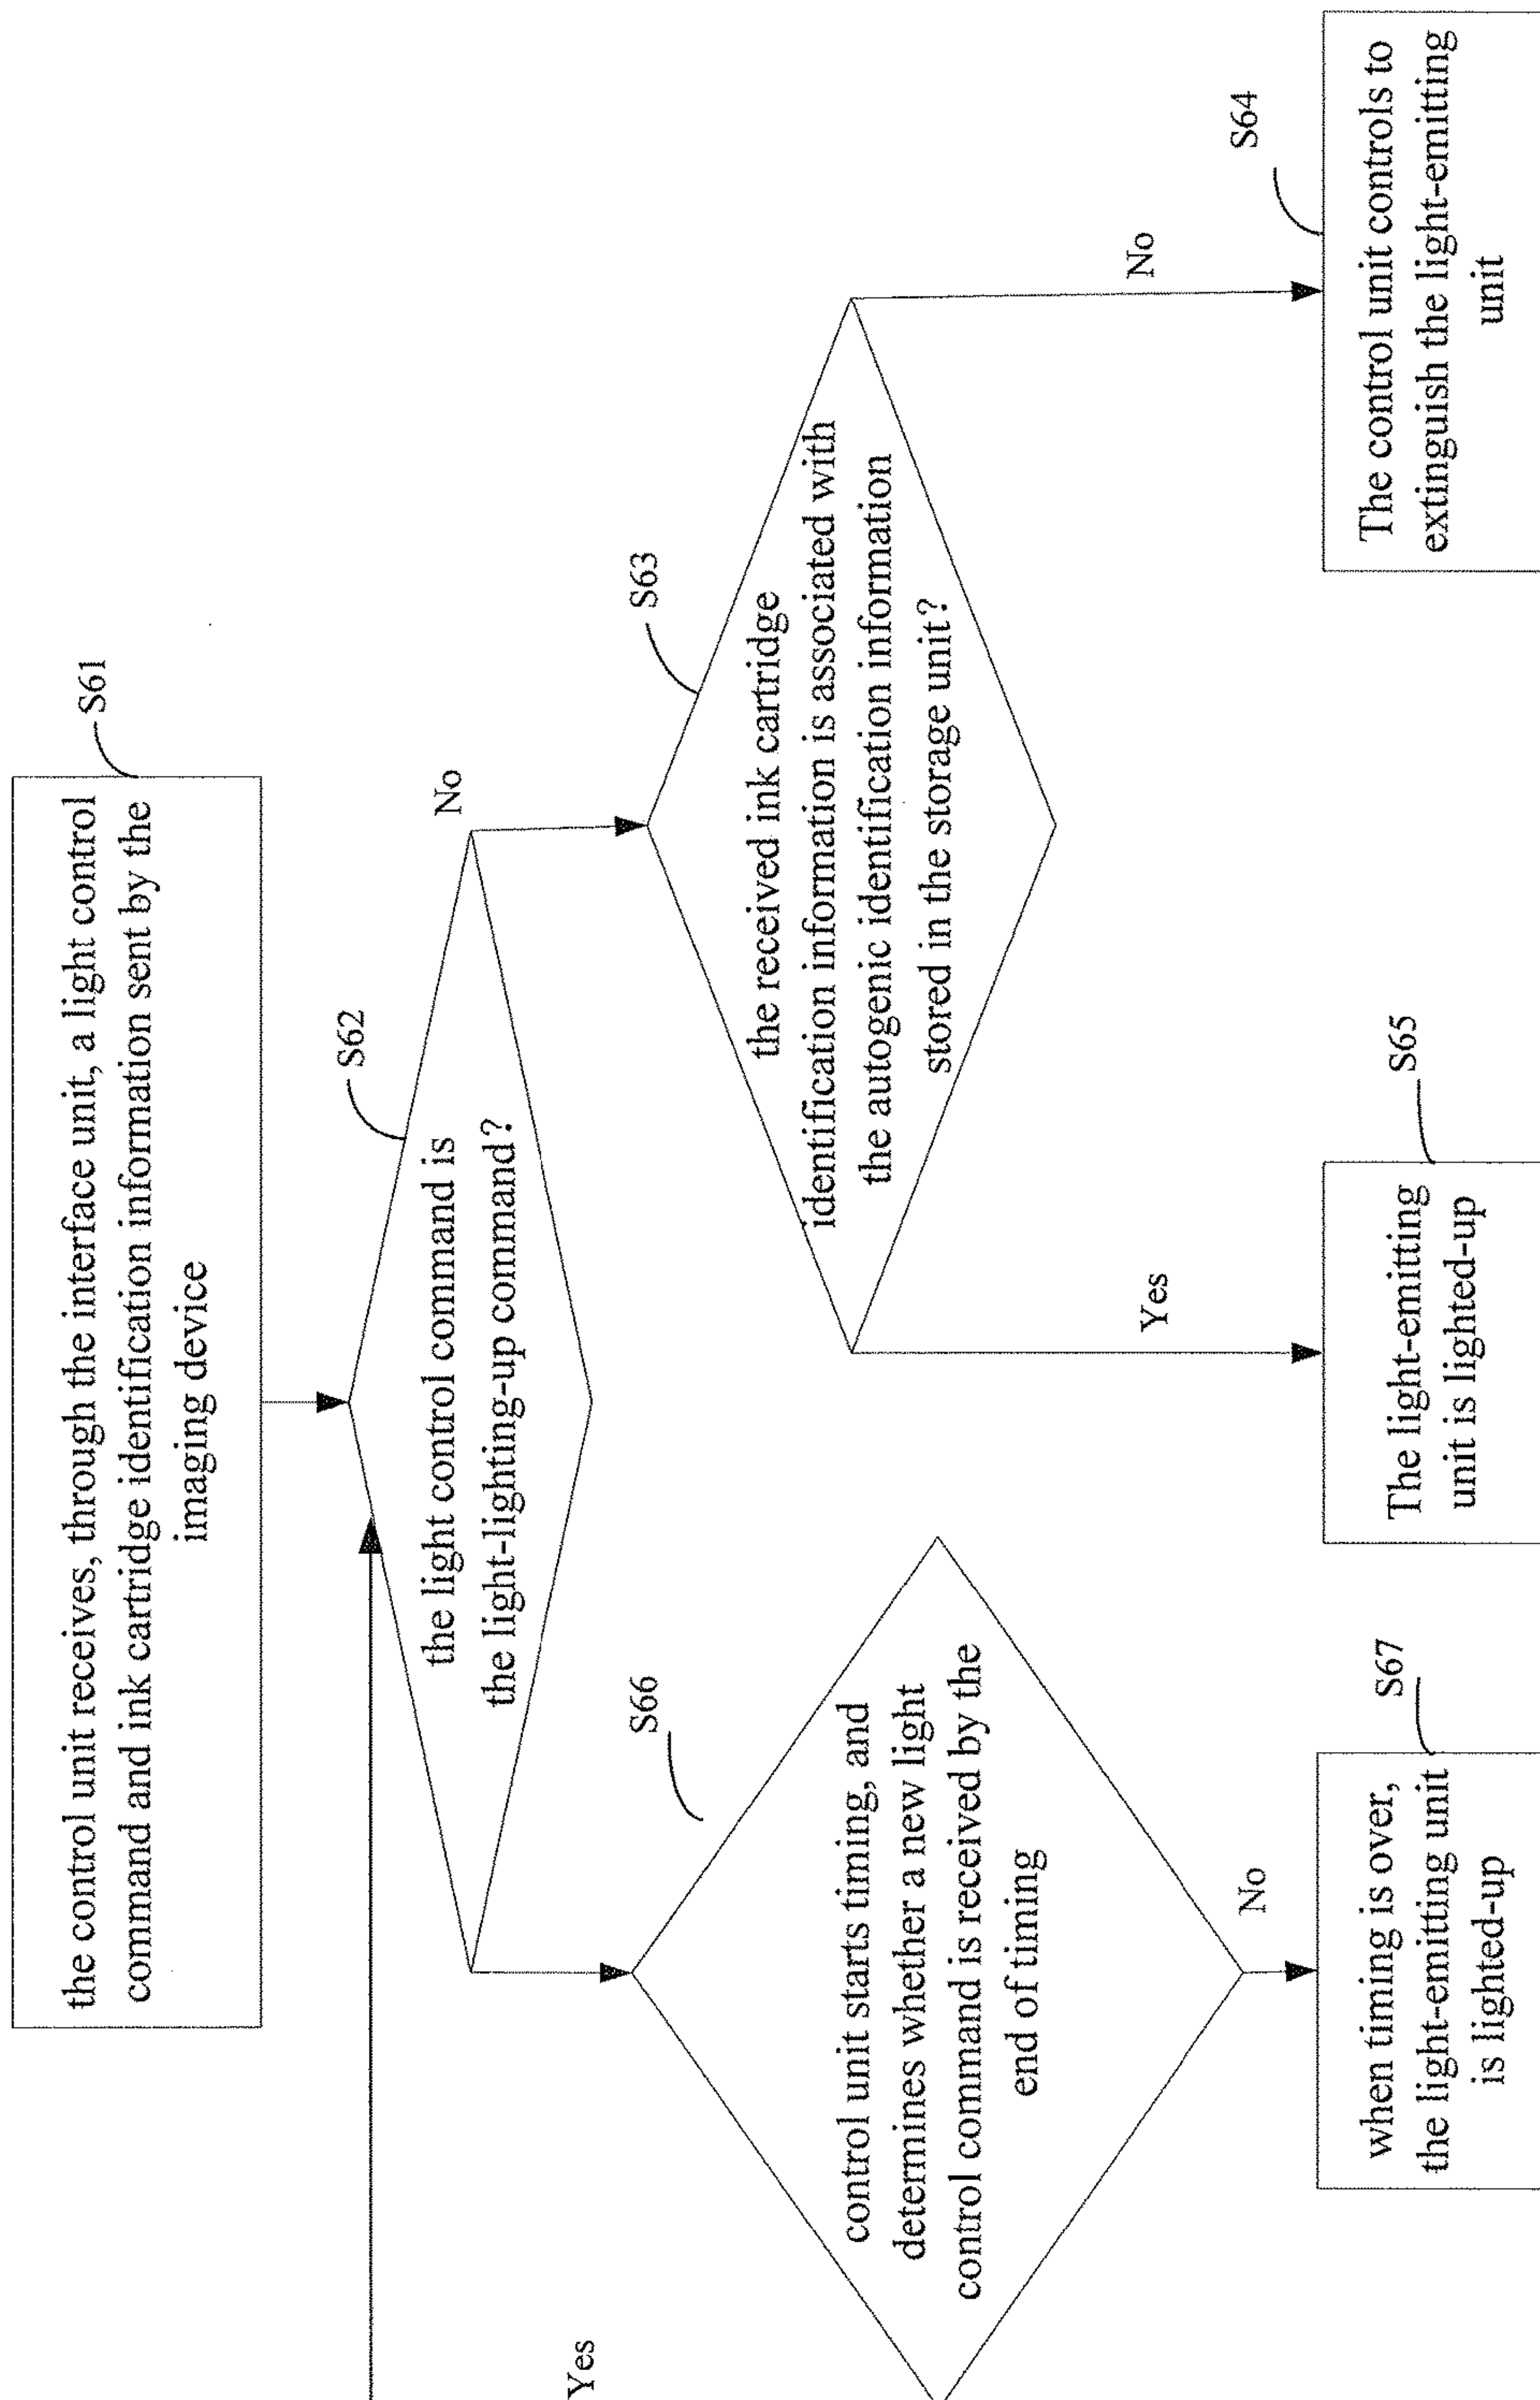 the control unit receives, through the interface unit, a light control
command and ink cartridge identification information sent by the
imaging device
S61
the light control command is
the light-lighting-up command?
S62
No
Yes
control unit starts timing, and
determines whether a new light
control command is received by the
end of timing
S66
the received ink cartridge
identification information is associated with
the autogenic identification information
stored in the storage unit?
S63
No
Yes
No
when timing is over,
the light-emitting unit
is lighted-up
S67
The light-emitting
unit is lighted-up
S65
The control unit controls to
extinguish the light-emitting
unit
S64